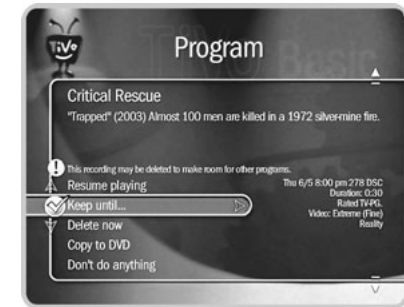 TiVo
Program
Critical Rescue
"Trapped" (2003) Almost 100 men are killed in a 1972 silver-mine fire.
This recording may be deleted to make room for other programs.
Resume playing
Keep until...
Delete now
Copy to DVD
Don't do anything
Thu 6/5 8:00 pm 278 DSC
Duration: 0:30
Rated TV-PG.
Video: Extreme (Fine)
Reality